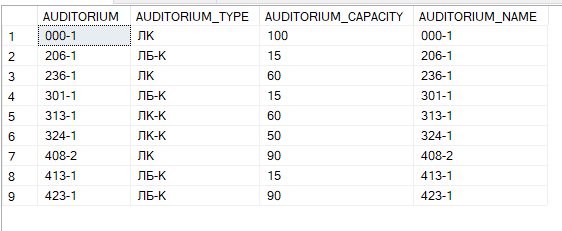 AUDITORIUM AUDITORIUM_TYPE AUDITORIUM_CAPACITY AUDITORIUM_NAME
1 000-1 ЛК 100 000-1
2 206-1 ЛБ-К 15 206-1
3 236-1 ЛК 60 236-1
4 301-1 ЛБ-К 15 301-1
5 313-1 ЛК-К 60 313-1
6 324-1 ЛК-К 50 324-1
7 408-2 ЛК 90 408-2
8 413-1 ЛБ-К 15 413-1
9 423-1 ЛБ-К 90 423-1